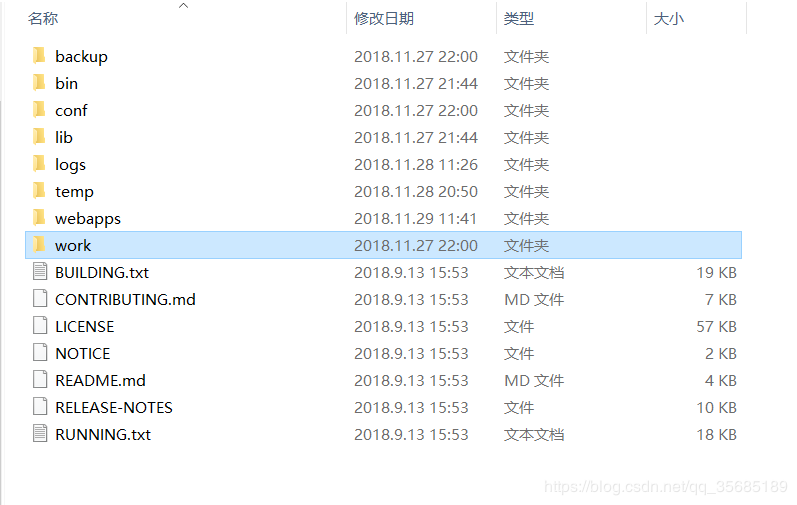 名称 修改日期 类型 大小
backup 2018.11.27 22:00 文件夹
bin 2018.11.27 21:44 文件夹
conf 2018.11.27 22:00 文件夹
lib 2018.11.27 21:44 文件夹
logs 2018.11.28 11:26 文件夹
temp 2018.11.28 20:50 文件夹
webapps 2018.11.29 11:41 文件夹
work 2018.11.27 22:00 文件夹
BUILDING.txt 2018.9.13 15:53 文本文档 19 KB
CONTRIBUTING.md 2018.9.13 15:53 MD 文件 7 KB
LICENSE 2018.9.13 15:53 文件 57 KB
NOTICE 2018.9.13 15:53 文件 2 KB
README.md 2018.9.13 15:53 MD 文件 4 KB
RELEASE-NOTES 2018.9.13 15:53 文件 10 KB
RUNNING.txt 2018.9.13 15:53 文本文档 18 KB
https://blog.csdn.net/qq_35685189